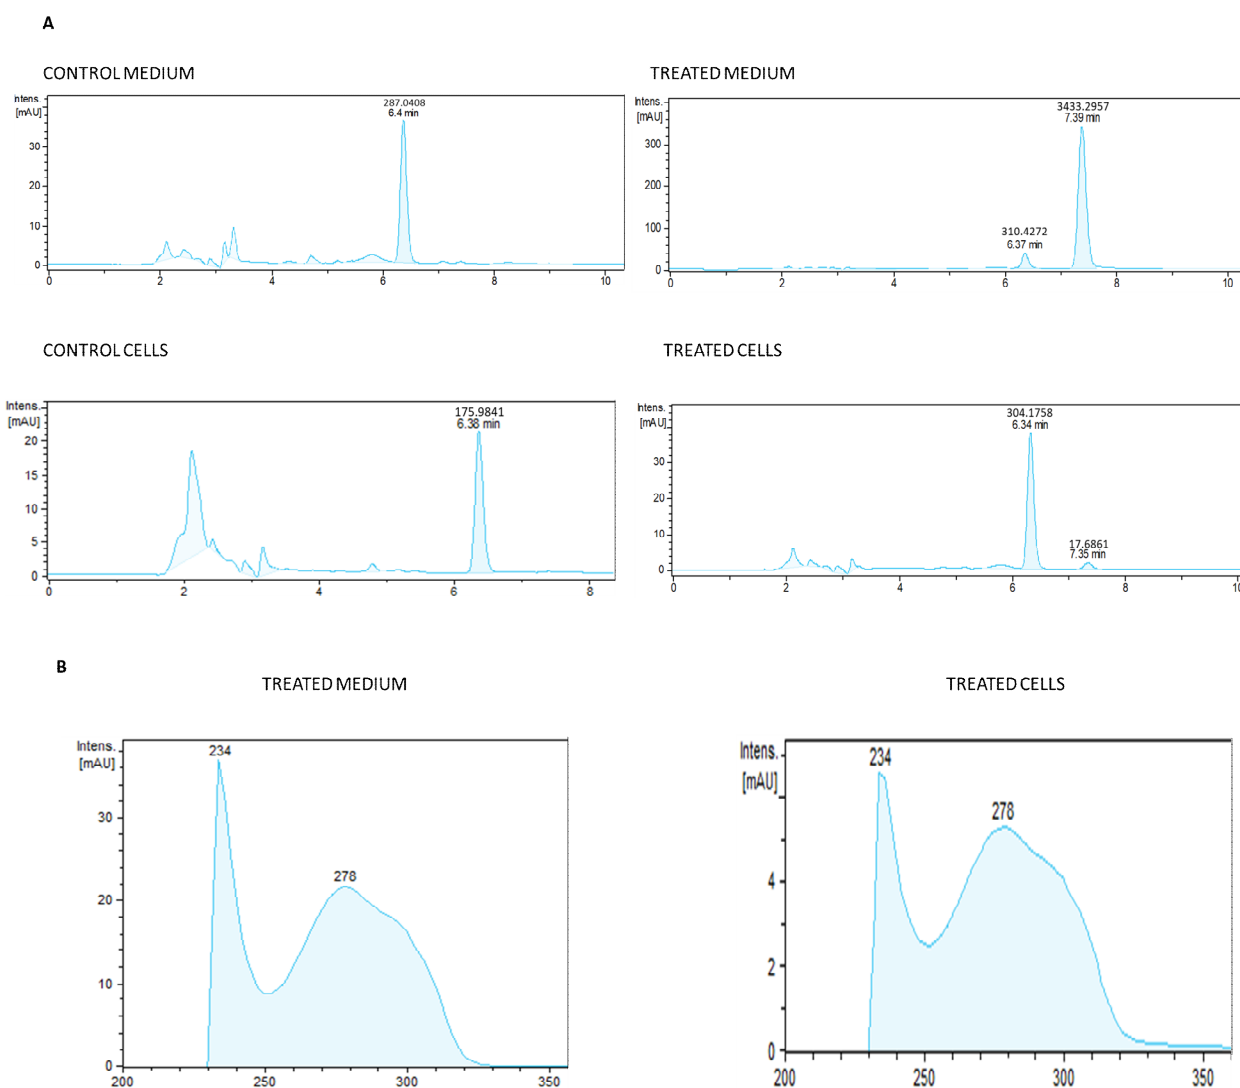 A
CONTROL MEDIUM
Intens.
[mAU]
287.0408
6.4 min
30
20
10
0
0 2 4 6 8 10
TREATED MEDIUM
Intens.
[mAU]
3433.2957
7.39 min
310.4272
6.37 min
300
200
100
0
0 2 4 6 8 10
CONTROL CELLS
Intens.
[mAU]
175.9841
6.38 min
20
15
10
5
0
0 2 4 6 8
TREATED CELLS
Intens.
[mAU]
304.1758
6.34 min
17.6861
7.35 min
30
20
10
0
0 2 4 6 8 10
B
TREATED MEDIUM
Intens.
[mAU]
234
278
30
20
10
0
200 250 300 350
TREATED CELLS
Intens.
[mAU]
234
278
4
2
0
200 250 300 350